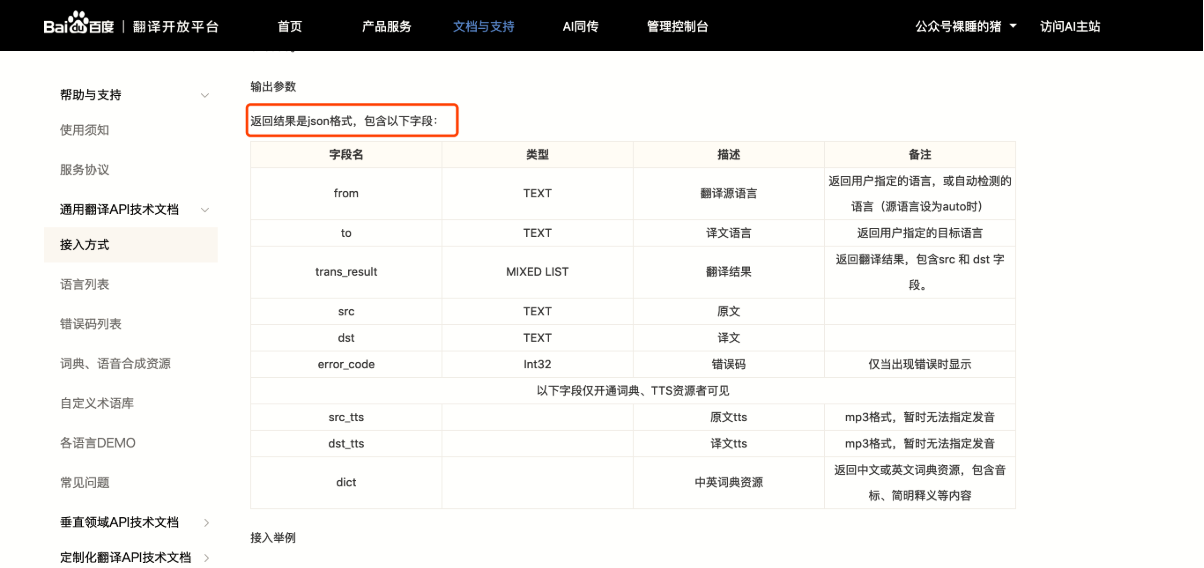 Bai du 百度 | 翻译开放平台 首页 产品服务 文档与支持 AI同传 管理控制台 公众号裸睡的猪 访问AI主站
帮助与支持
使用须知
服务协议
通用翻译API技术文档
接入方式
语言列表
错误码列表
词典、语音合成资源
自定义术语库
各语言DEMO
常见问题
垂直领域API技术文档
定制化翻译API技术文档
输出参数
返回结果是json格式，包含以下字段：
字段名 类型 描述 备注
from TEXT 翻译源语言 返回用户指定的语言，或自动检测的
语言（源语言设为auto时）
to TEXT 译文语言 返回用户指定的目标语言
trans_result MIXED LIST 翻译结果 返回翻译结果，包含src 和 dst 字
段。
src TEXT 原文
dst TEXT 译文
error_code Int32 错误码 仅当出现错误时显示
以下字段仅开通词典、TTS资源者可见
src_tts 原文tts mp3格式，暂时无法指定发音
dst_tts 译文tts mp3格式，暂时无法指定发音
dict 中英词典资源 返回中文或英文词典资源，包含音
标、简明释义等内容
接入举例